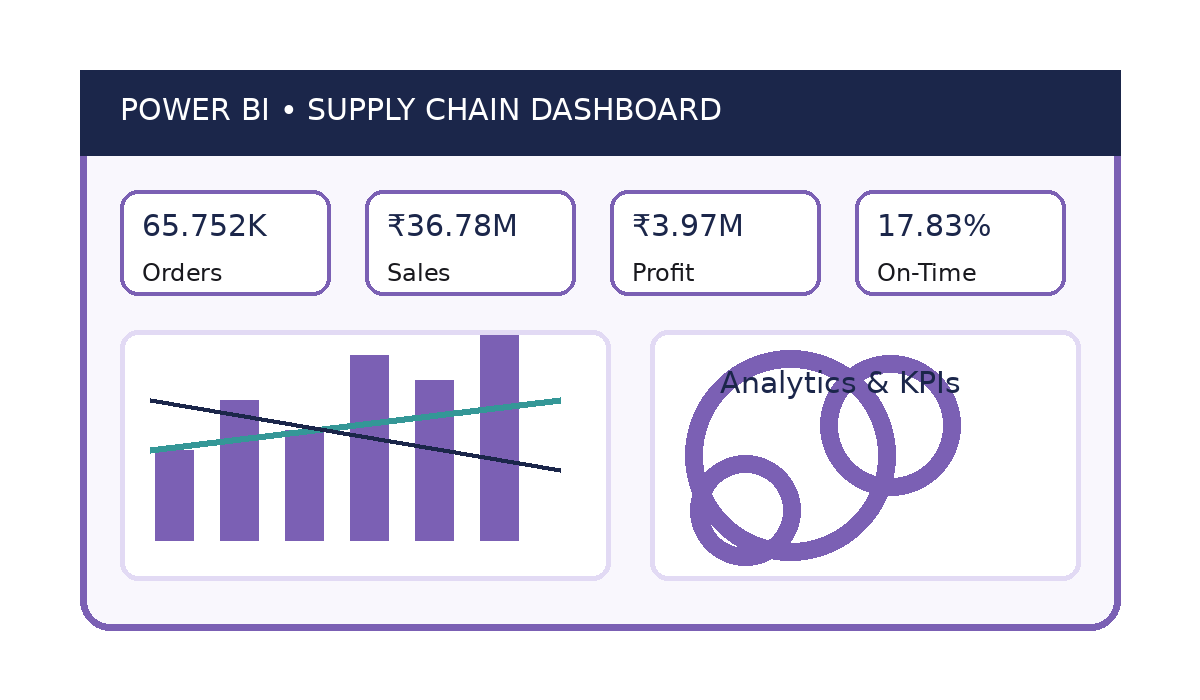 POWER BI • SUPPLY CHAIN DASHBOARD
65.752K
Orders
₹36.78M
Sales
₹3.97M
Profit
17.83%
On-Time
Analytics & KPIs